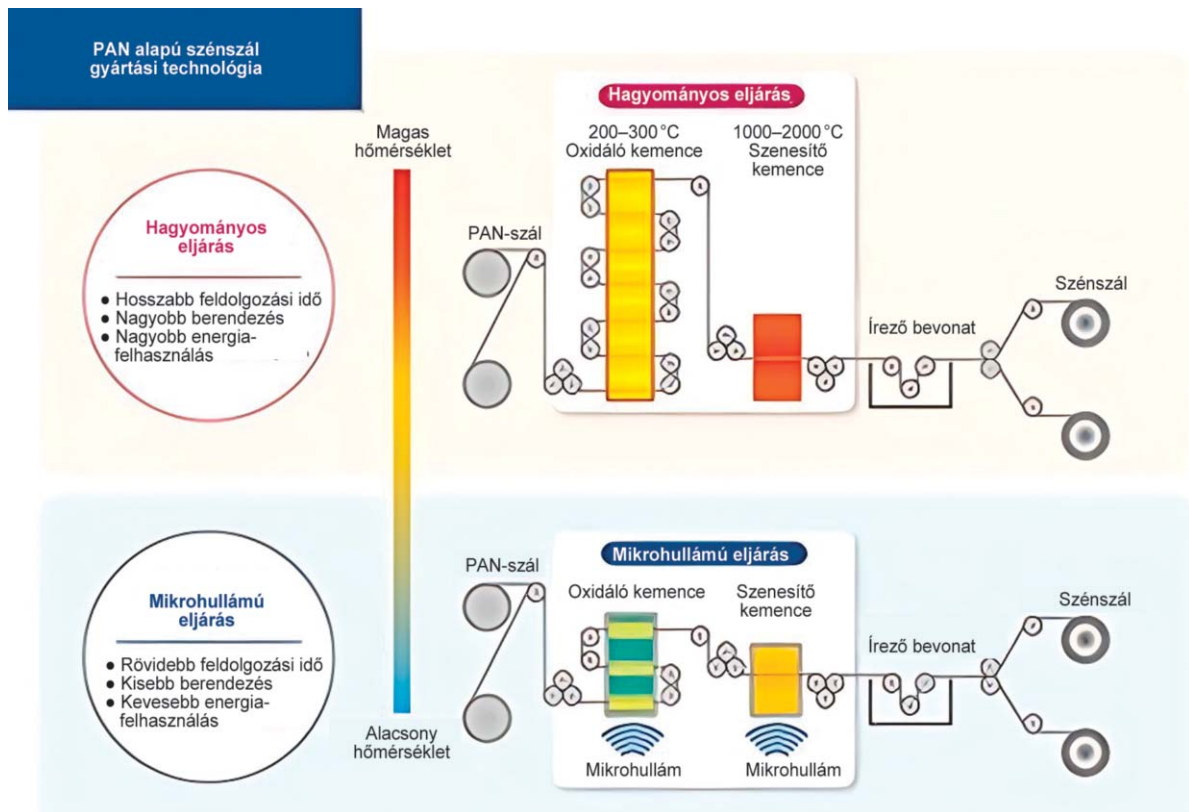 PAN alapú szénszál
gyártási technológia
Hagyományos
eljárás
● Hosszabb feldolgozási idő
● Nagyobb berendezés
● Nagyobb energia-
felhasználás
Magas
hőmérséklet
Hagyományos eljárás
200–300 °C
Oxidáló kemence
1000–2000 °C
Szenesítő
kemence
PAN-szál
Írező bevonat
Szénszál
Mikrohullámú
eljárás
● Rövidebb feldolgozási idő
● Kisebb berendezés
● Kevesebb energia-
felhasználás
Alacsony
hőmérséklet
Mikrohullámú eljárás
PAN-szál
Oxidáló kemence
Szenesítő
kemence
Írező bevonat
Szénszál
Mikrohullám
Mikrohullám